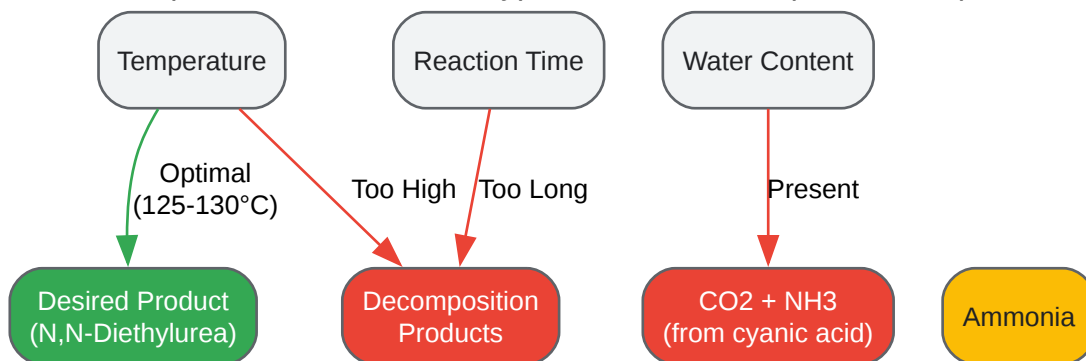 Temperature
Reaction Time
Water Content
Optimal
(125-130°C)
Too High
Too Long
Present
Desired Product
(N,N-Diethylurea)
Decomposition
Products
CO2 + NH3
(from cyanic acid)
Ammonia